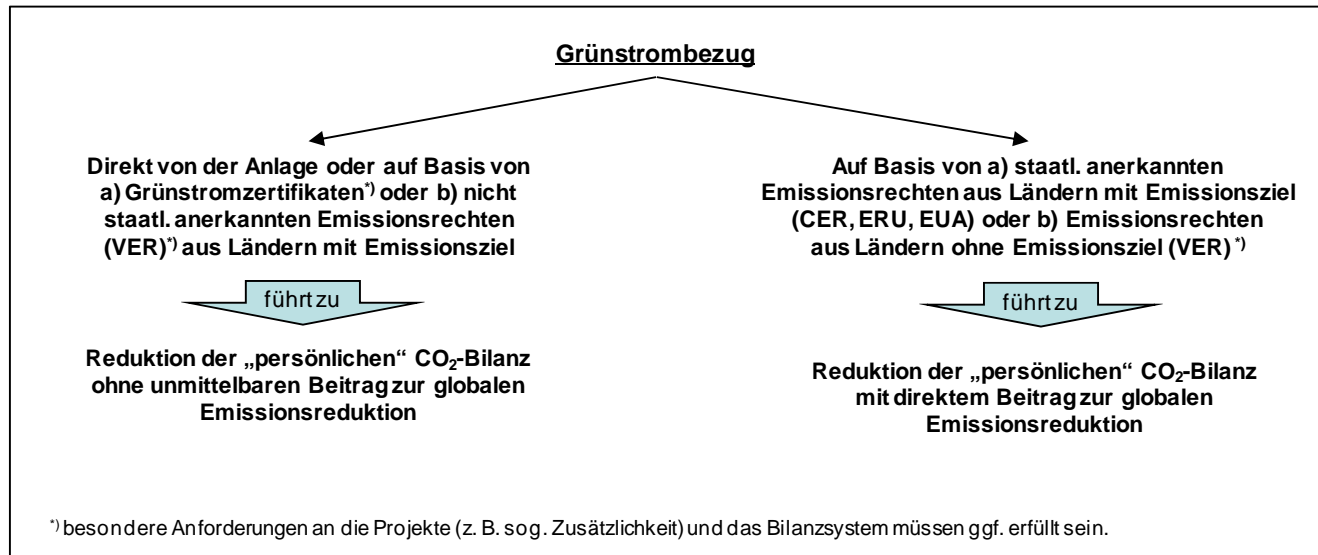 Grünstrombezug
Direkt von der Anlage oder auf Basis von
a) Grünstromzertifikaten*) oder b) nicht
staatl. anerkannten Emissionsrechten
(VER)*) aus Ländern mit Emissionsziel
führt zu
Reduktion der „persönlichen“ CO₂-Bilanz
ohne unmittelbaren Beitrag zur globalen
Emissionsreduktion
Auf Basis von a) staatl. anerkannten
Emissionsrechten aus Ländern mit Emissionsziel
(CER, ERU, EUA) oder b) Emissionsrechten
aus Ländern ohne Emissionsziel (VER) *)
führt zu
Reduktion der „persönlichen“ CO₂-Bilanz
mit direktem Beitrag zur globalen
Emissionsreduktion
*) besondere Anforderungen an die Projekte (z. B. sog. Zusätzlichkeit) und das Bilanzsystem müssen ggf. erfüllt sein.